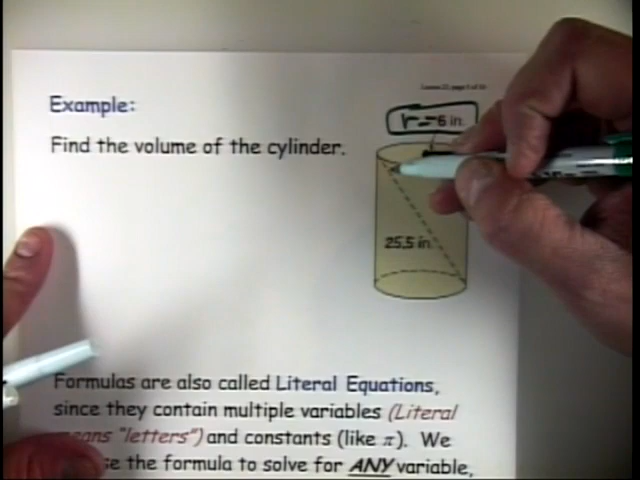 Example:
r = 6 in.
Find the volume of the cylinder.
25.5 in
Formulas are also called Literal Equations,
since they contain multiple variables (Literal
means "letters") and constants (like π). We
the formula to solve for ANY variable,